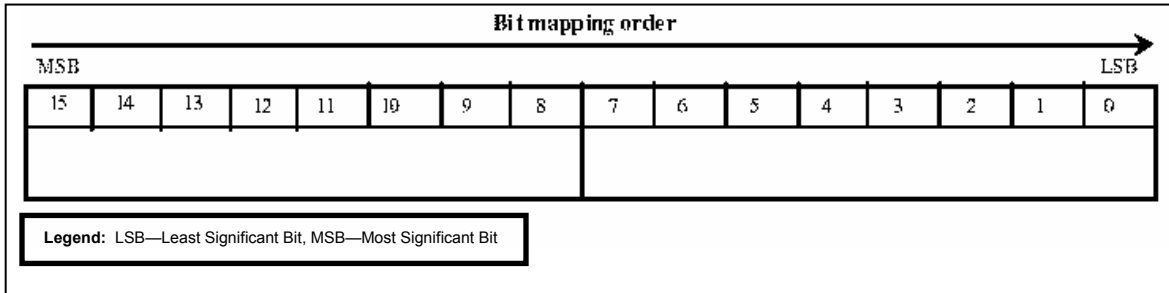 Bit mapping order
MSB LSB
15 14 13 12 11 10 9 8 7 6 5 4 3 2 1 0
Legend: LSB—Least Significant Bit, MSB—Most Significant Bit